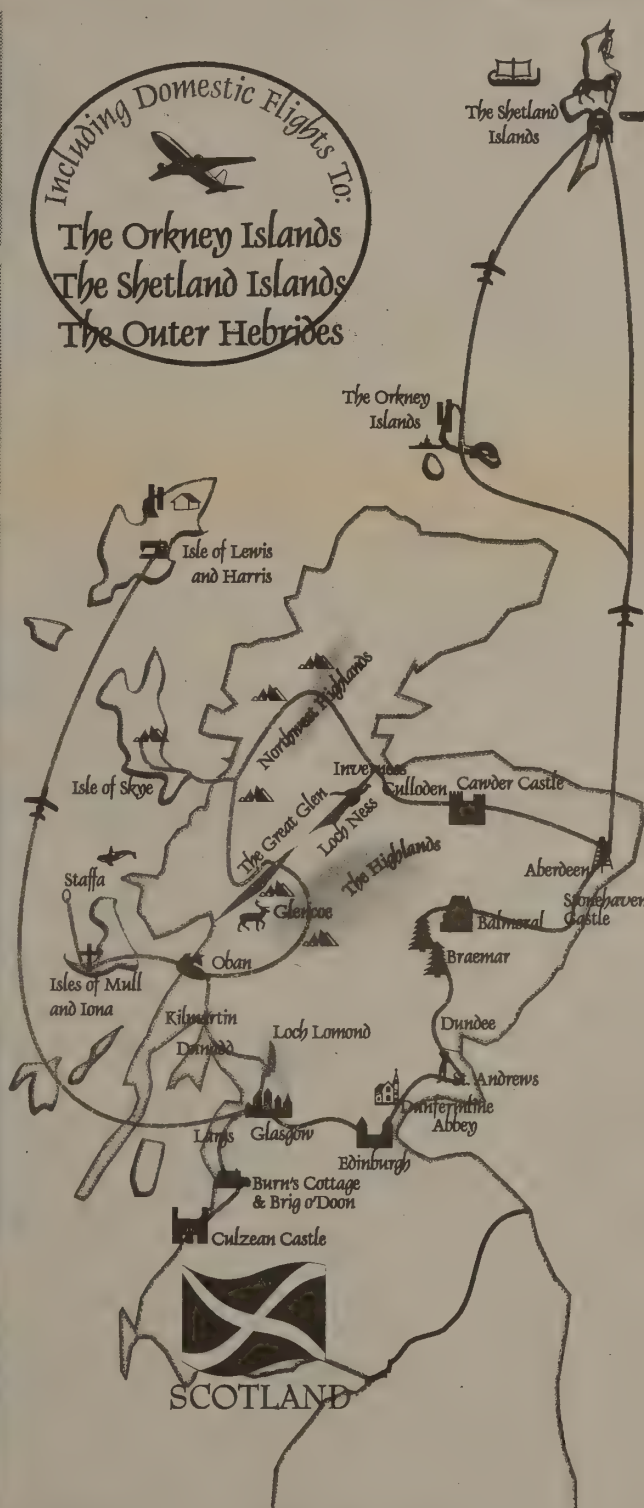 Including Domestic Flights To:
The Orkney Islands
The Shetland Islands
The Outer Hebrides
The Shetland
Islands
The Orkney
Islands
Isle of Lewis
and Harris
Northwest Highlands
Isle of Skye
Inverness
Culloden
Cawder Castle
The Great Glen
Loch Ness
The Highlands
Aberdeen
Stonehaven
Castle
Staffa
Glencoe
Balmoral
Braemar
Oban
Isles of Mull
and Iona
Kilmartin
Dunadd
Loch Lomond
Dundee
St. Andrews
Dunfermline
Abbey
Largs
Glasgow
Edinburgh
Burn's Cottage
& Brig o'Doon
Culzean Castle
SCOTLAND